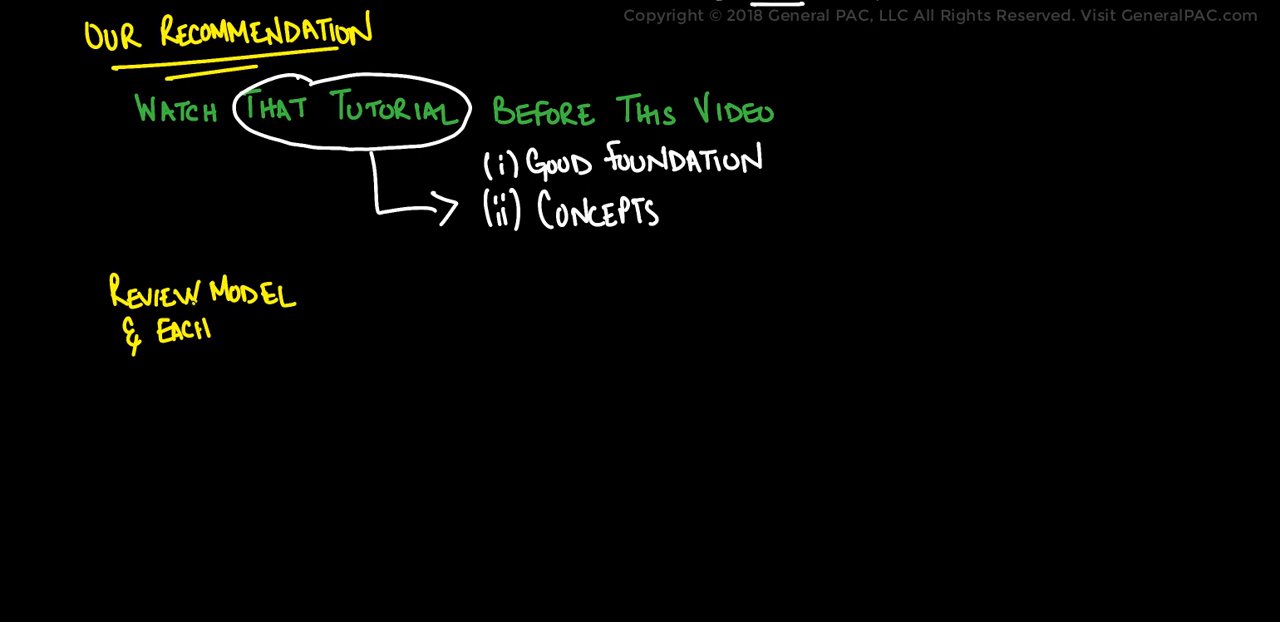 Copyright © 2018 General PAC, LLC All Rights Reserved. Visit GeneralPAC.com
OUR RECOMMENDATION
WATCH THAT TUTORIAL BEFORE THIS VIDEO
(i) GOOD FOUNDATION
(ii) CONCEPTS
REVIEW MODEL
& EACH